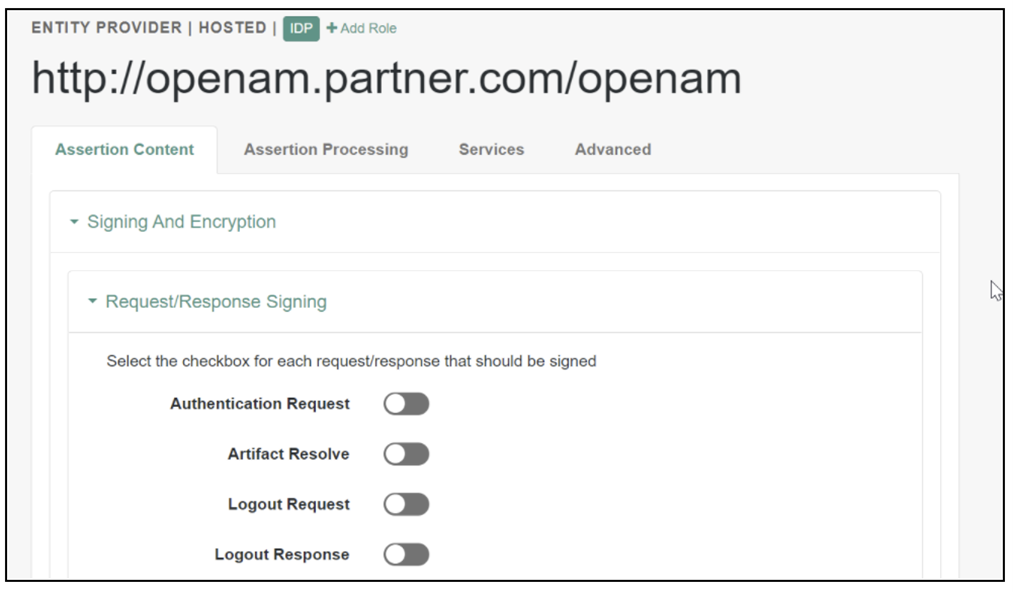 ENTITY PROVIDER | HOSTED | IDP + Add Role
http://openam.partner.com/openam
Assertion Content Assertion Processing Services Advanced
Signing And Encryption
Request/Response Signing
Select the checkbox for each request/response that should be signed
Authentication Request
Artifact Resolve
Logout Request
Logout Response